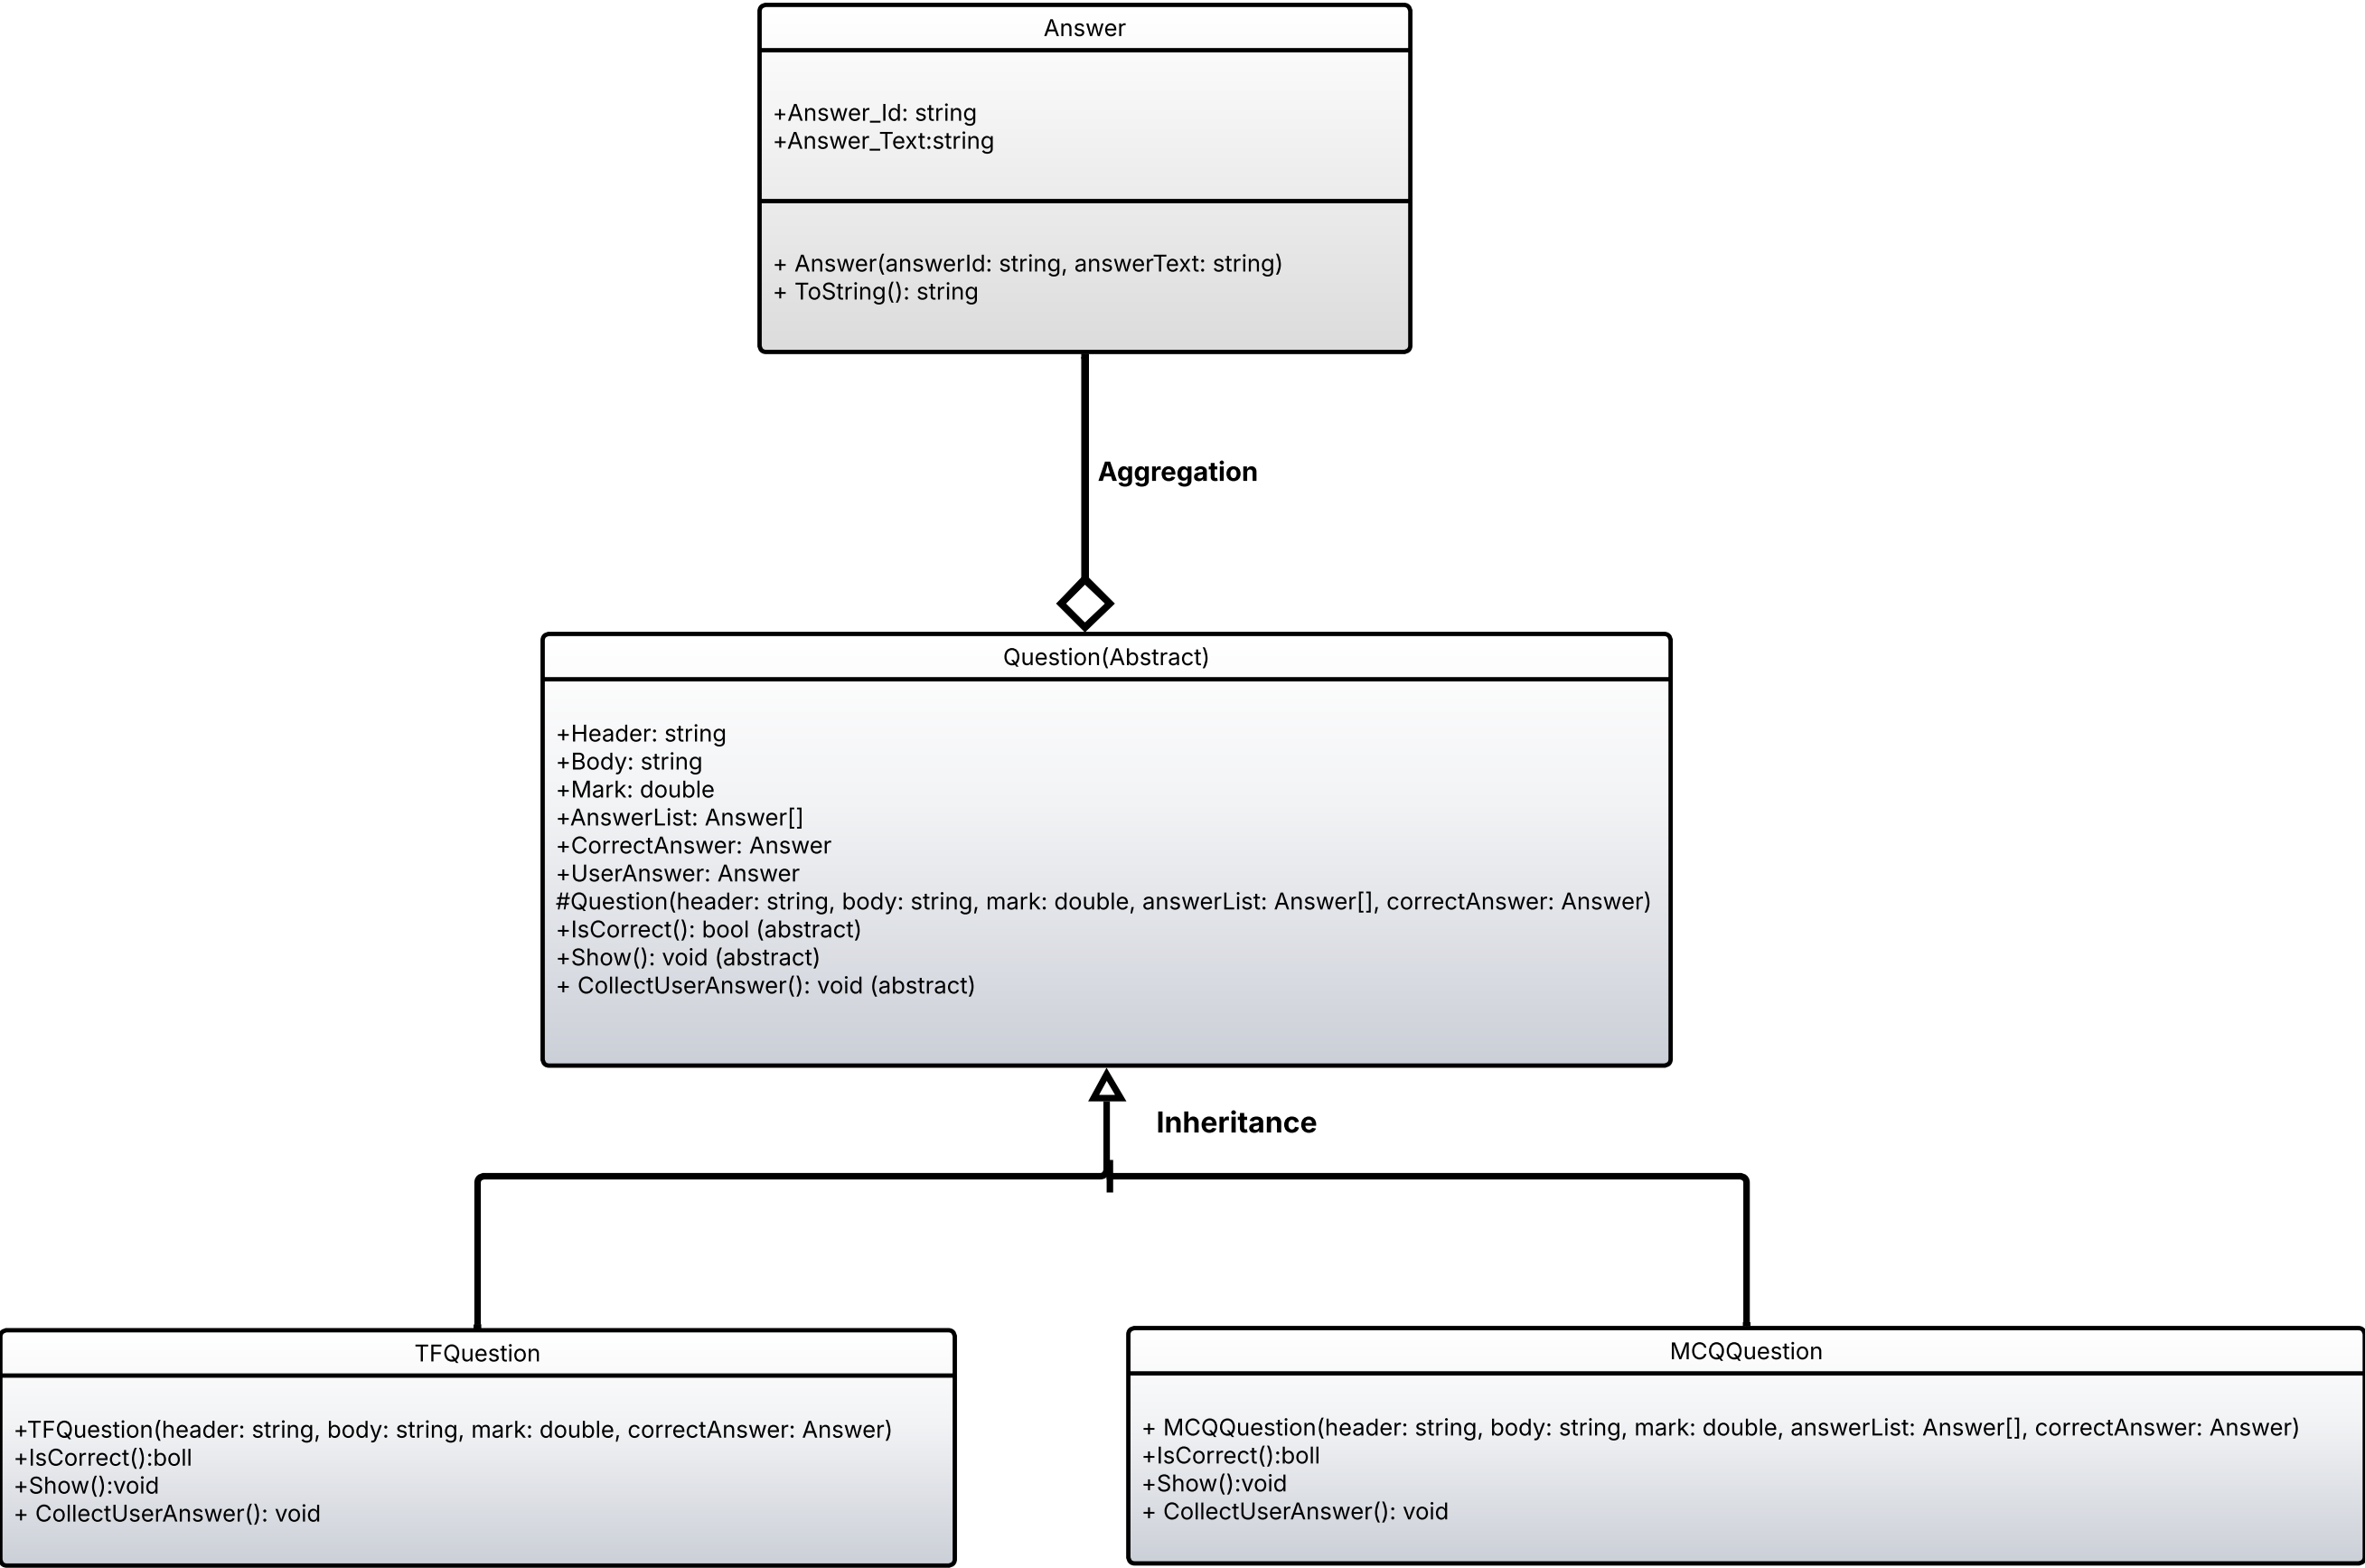 Answer
+Answer_Id: string
+Answer_Text:string
+ Answer(answerId: string, answerText: string)
+ ToString(): string
Aggregation
Question(Abstract)
+Header: string
+Body: string
+Mark: double
+AnswerList: Answer[]
+CorrectAnswer: Answer
+UserAnswer: Answer
#Question(header: string, body: string, mark: double, answerList: Answer[], correctAnswer: Answer)
+IsCorrect(): bool (abstract)
+Show(): void (abstract)
+ CollectUserAnswer(): void (abstract)
Inheritance
TFQuestion
+TFQuestion(header: string, body: string, mark: double, correctAnswer: Answer)
+IsCorrect():boll
+Show():void
+ CollectUserAnswer(): void
MCQQuestion
+ MCQQuestion(header: string, body: string, mark: double, answerList: Answer[], correctAnswer: Answer)
+IsCorrect():boll
+Show():void
+ CollectUserAnswer(): void